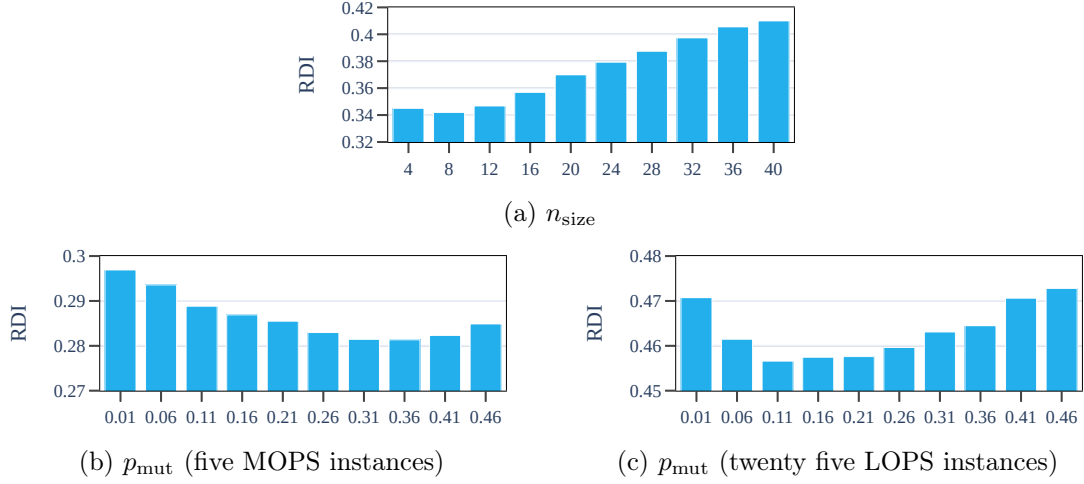 RDI
0.42
0.4
0.38
0.36
0.34
0.32
4 8 12 16 20 24 28 32 36 40
(a) n_size
RDI
0.3
0.29
0.28
0.27
0.01 0.06 0.11 0.16 0.21 0.26 0.31 0.36 0.41 0.46
(b) p_mut (five MOPS instances)
RDI
0.48
0.47
0.46
0.45
0.01 0.06 0.11 0.16 0.21 0.26 0.31 0.36 0.41 0.46
(c) p_mut (twenty five LOPS instances)